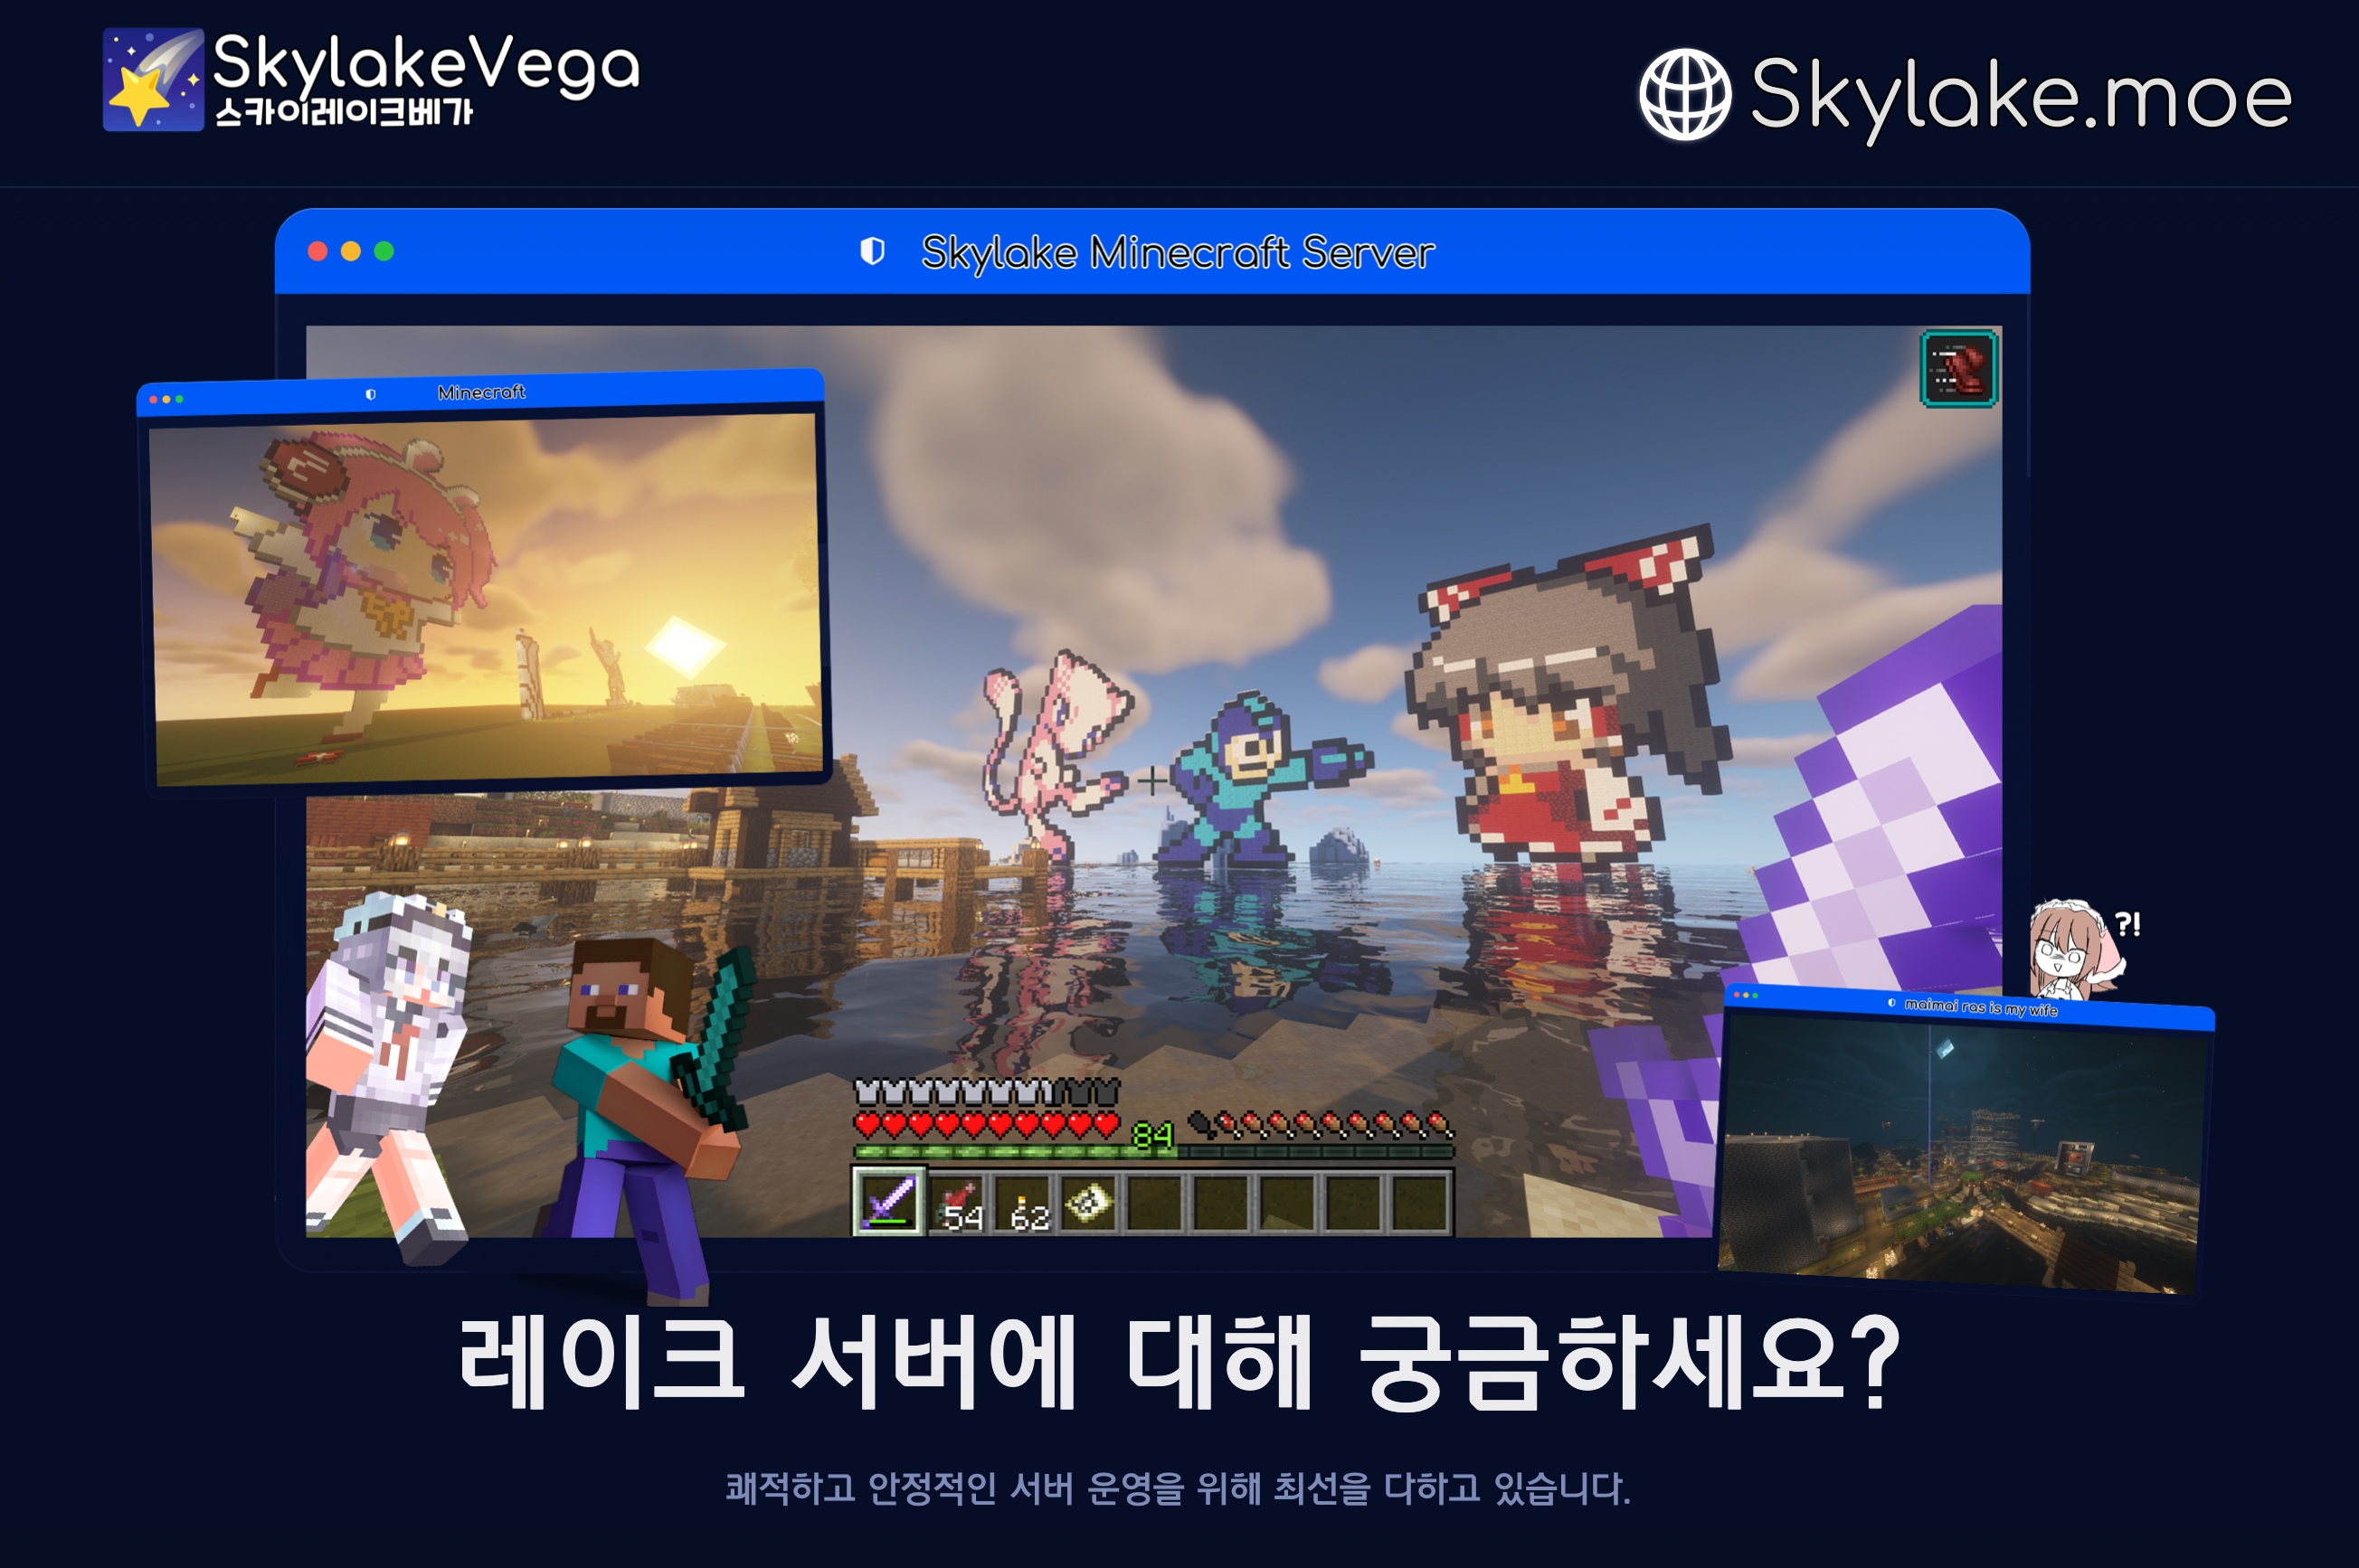 SkylakeVega
스카이레이크베가
Skylake.moe
Skylake Minecraft Server
Minecraft
?!
maimai ras is my wife
84
54
62
레이크 서버에 대해 궁금하세요?
쾌적하고 안정적인 서버 운영을 위해 최선을 다하고 있습니다.